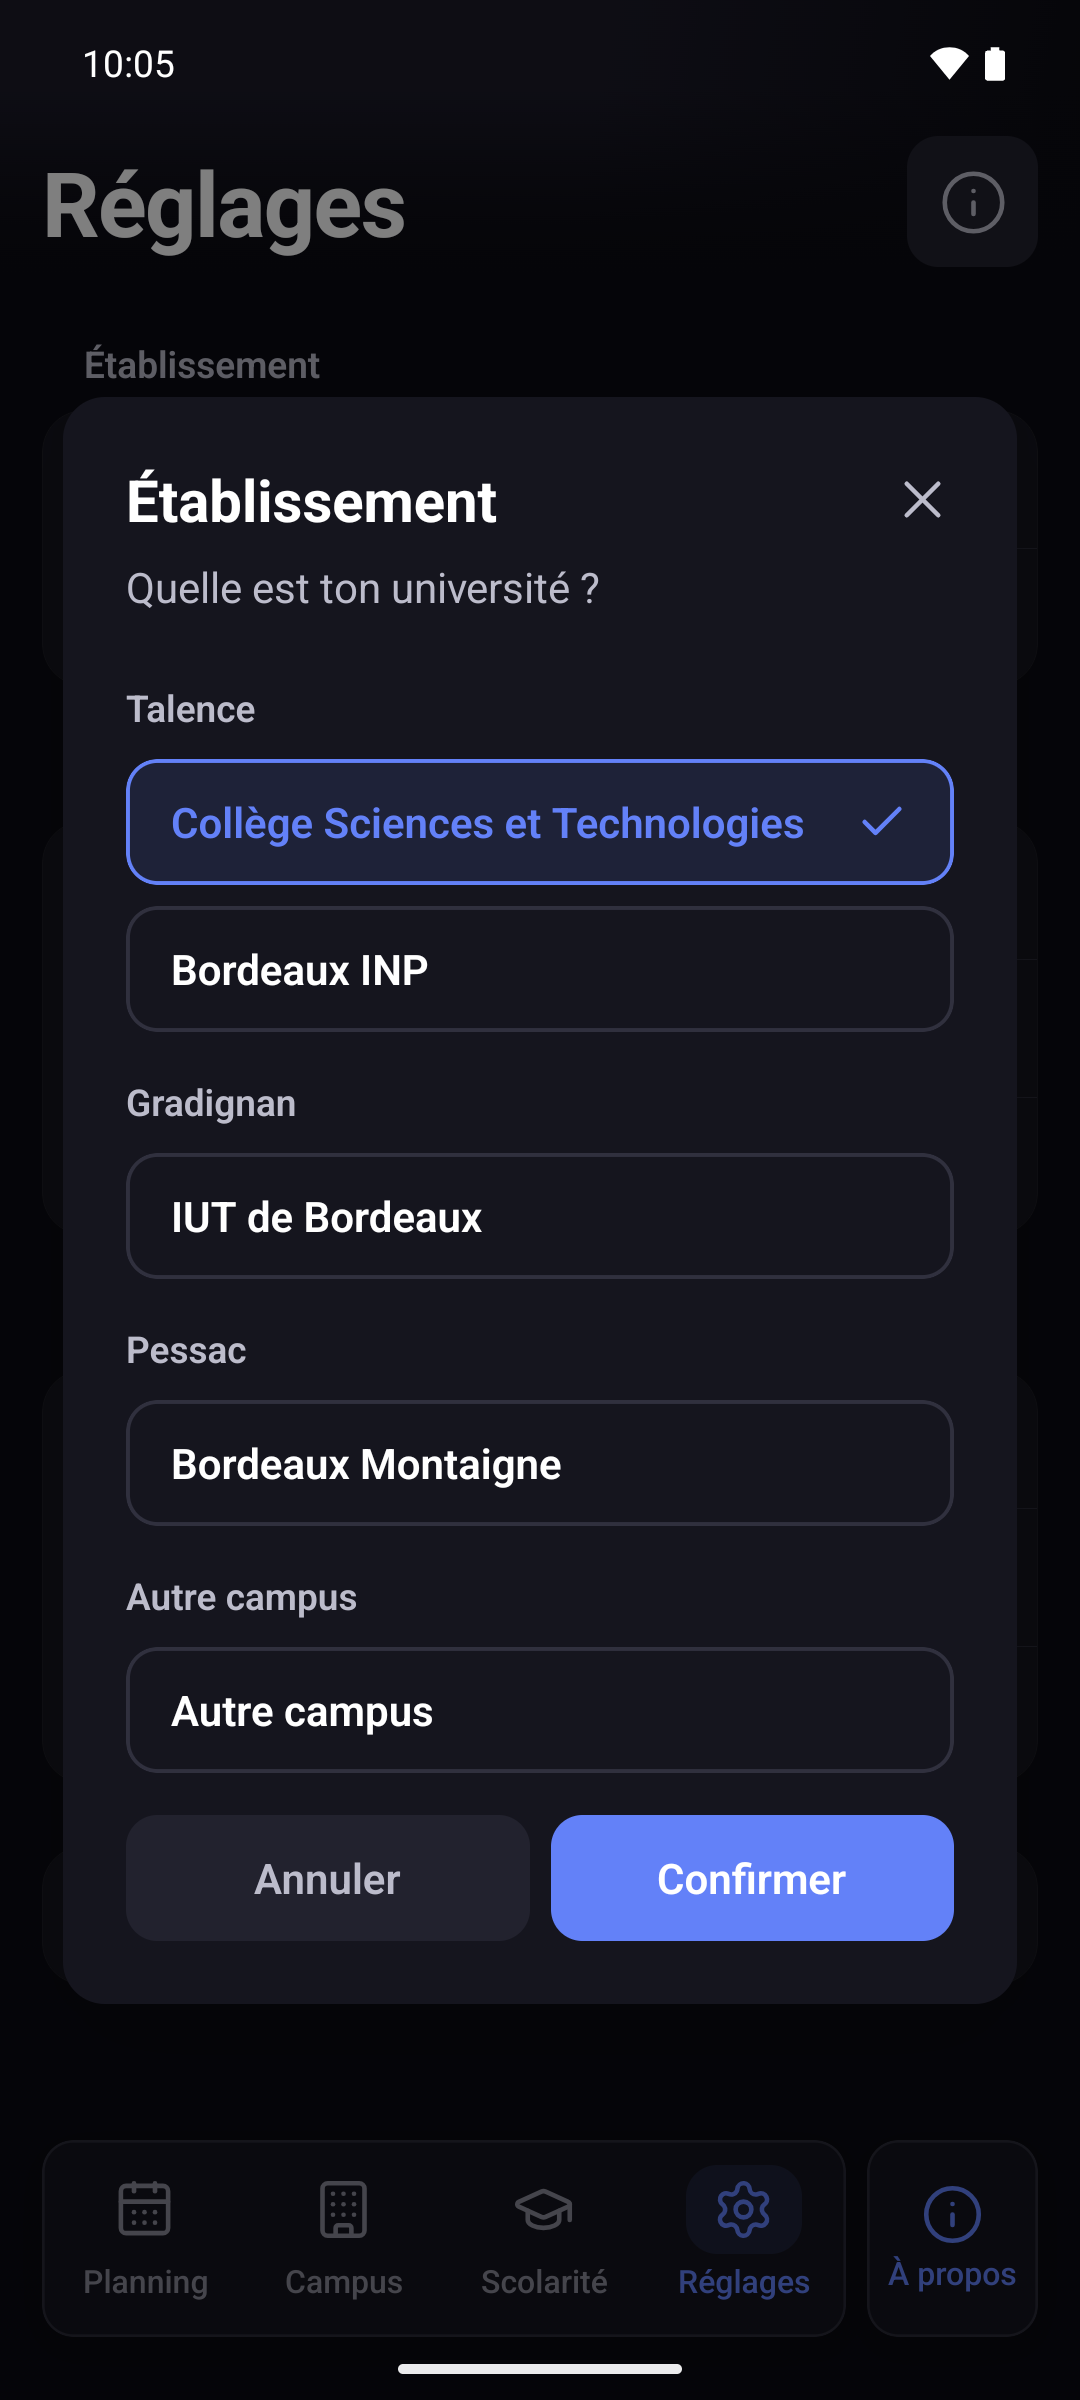 10:05
Réglages
Établissement
Établissement
Quelle est ton université ?
Talence
Collège Sciences et Technologies
Bordeaux INP
Gradignan
IUT de Bordeaux
Pessac
Bordeaux Montaigne
Autre campus
Autre campus
Annuler
Confirmer
Planning
Campus
Scolarité
Réglages
À propos